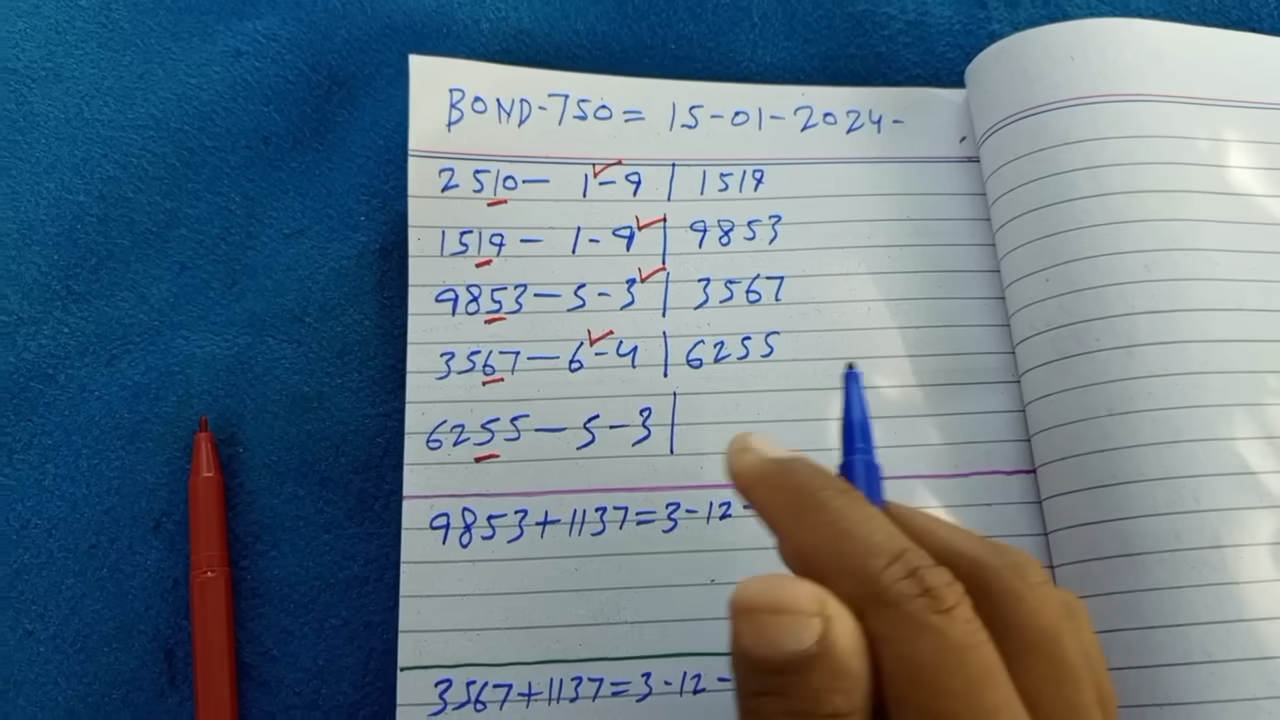 BOND-750= 15-01-2024-
2510- 1-9 | 1519
1519- 1-9 | 9853
9853-5-3 | 3567
3567-6-4 | 6255
6255-5-3 |
9853+1137=3-12-
3567+1137=3-12-